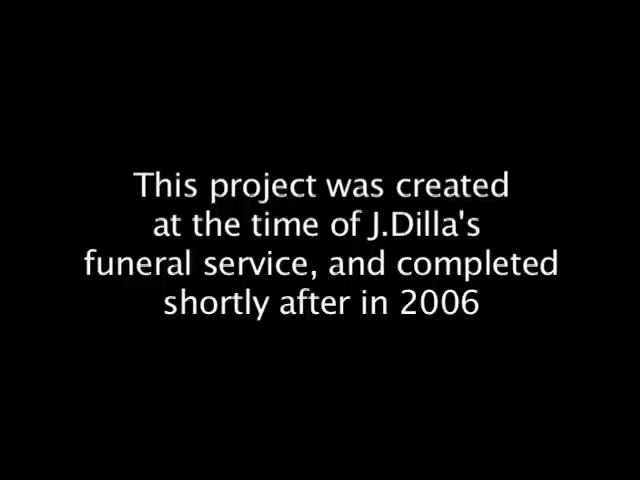 This project was created
at the time of J.Dilla's
funeral service, and completed
shortly after in 2006